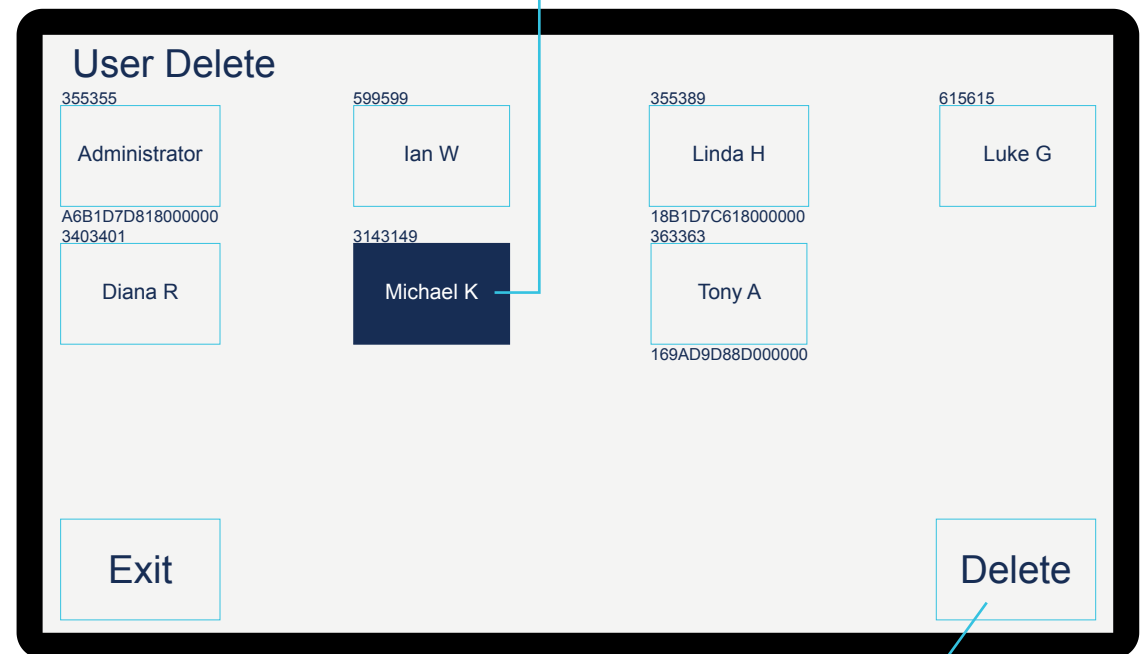 User Delete
355355 599599 355389 615615
Administrator Ian W Linda H Luke G
A6B1D7D818000000 18B1D7C618000000
3403401 3143149 363363
Diana R Michael K Tony A
169AD9D88D000000
Exit Delete